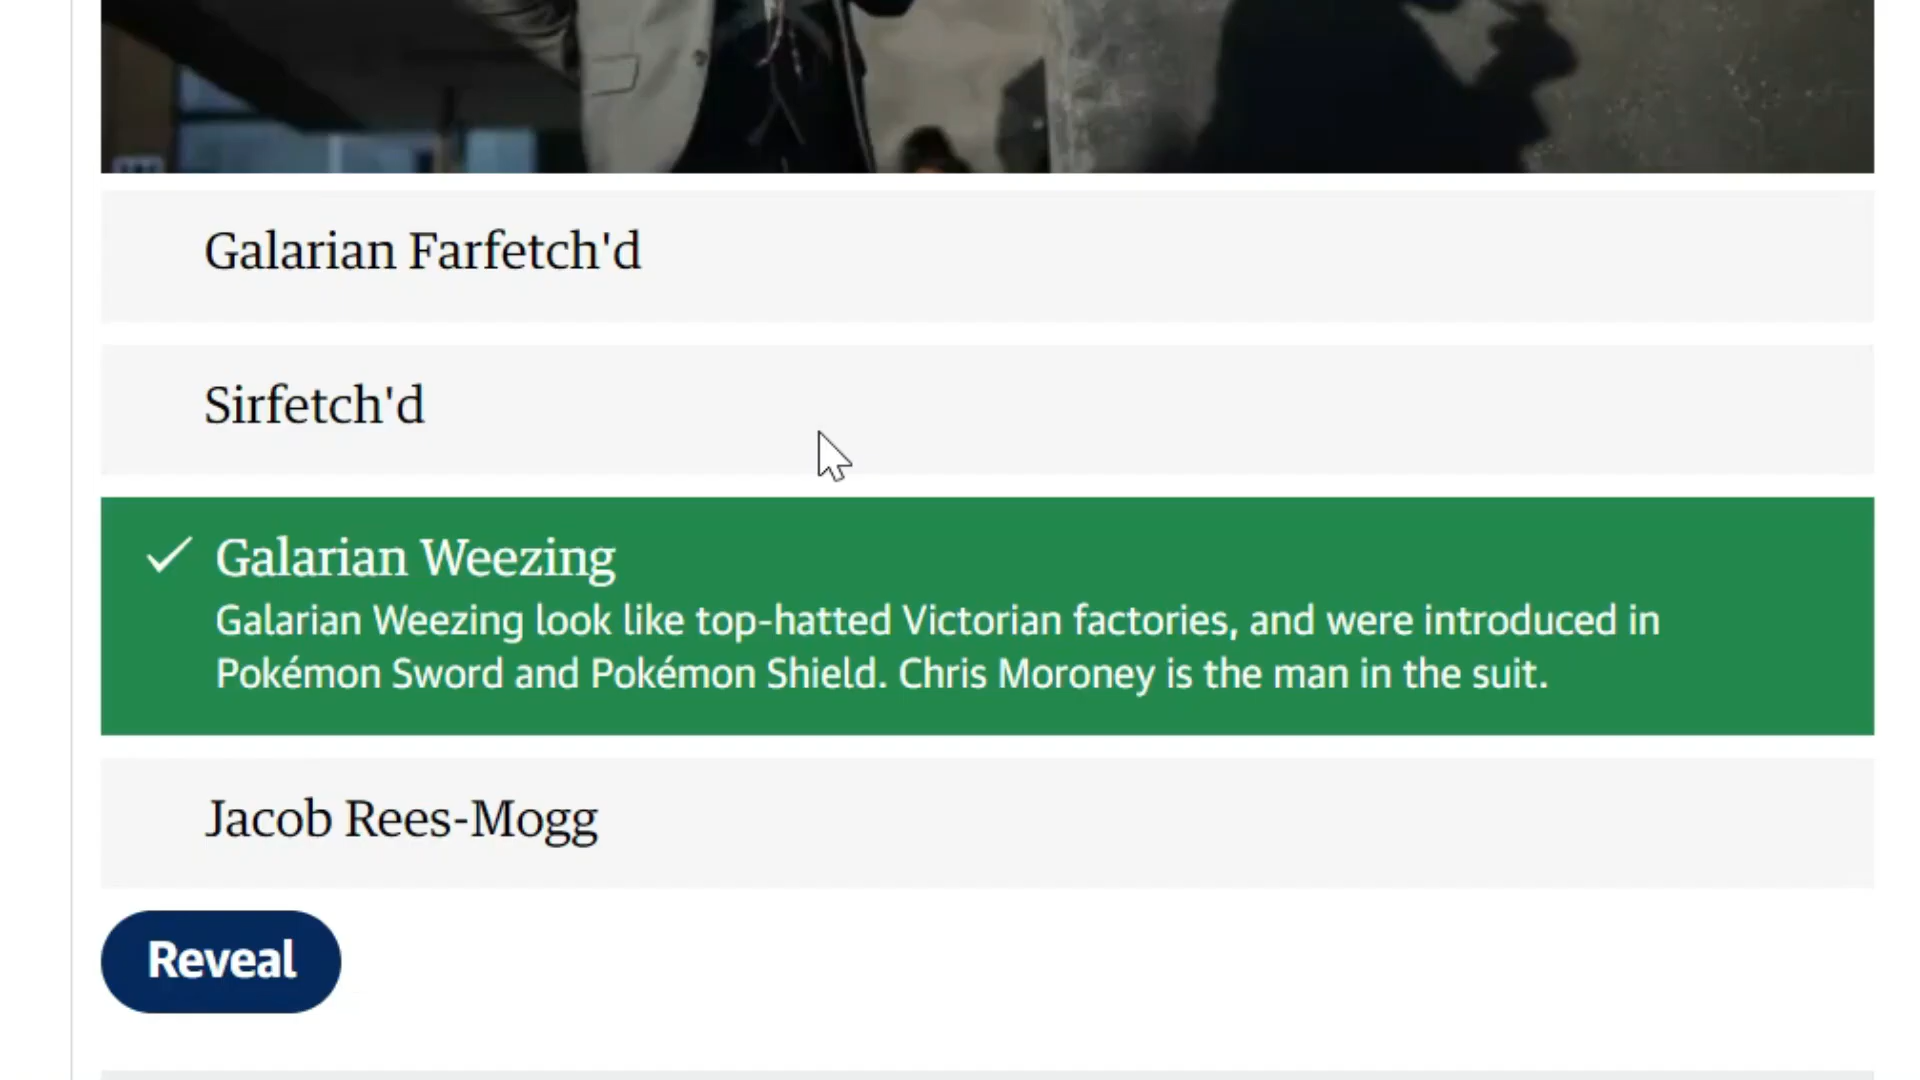 Galarian Farfetch'd
Sirfetch'd
Galarian Weezing
Galarian Weezing look like top-hatted Victorian factories, and were introduced in
Pokémon Sword and Pokémon Shield. Chris Moroney is the man in the suit.
Jacob Rees-Mogg
Reveal